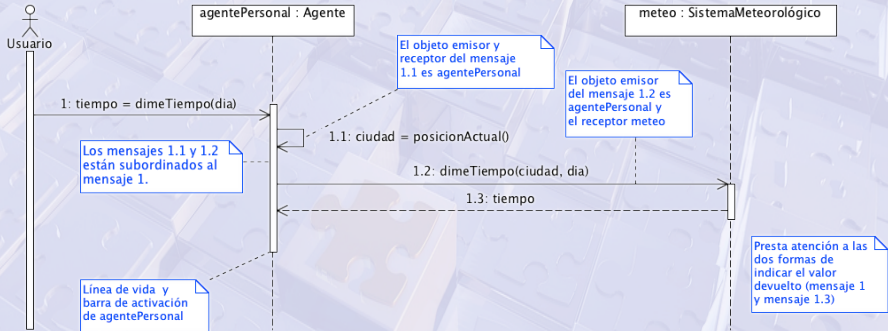 agentePersonal : Agente
meteo : SistemaMeteorológico
Usuario
El objeto emisor y
receptor del mensaje
1.1 es agentePersonal
El objeto emisor
del mensaje 1.2 es
agentePersonal y
el receptor meteo
1: tiempo = dimeTiempo(dia)
1.1: ciudad = posicionActual()
Los mensajes 1.1 y 1.2
están subordinados al
mensaje 1.
1.2: dimeTiempo(ciudad, dia)
1.3: tiempo
Presta atención a las
dos formas de
indicar el valor
devuelto (mensaje 1
y mensaje 1.3)
Línea de vida y
barra de activación
de agentePersonal